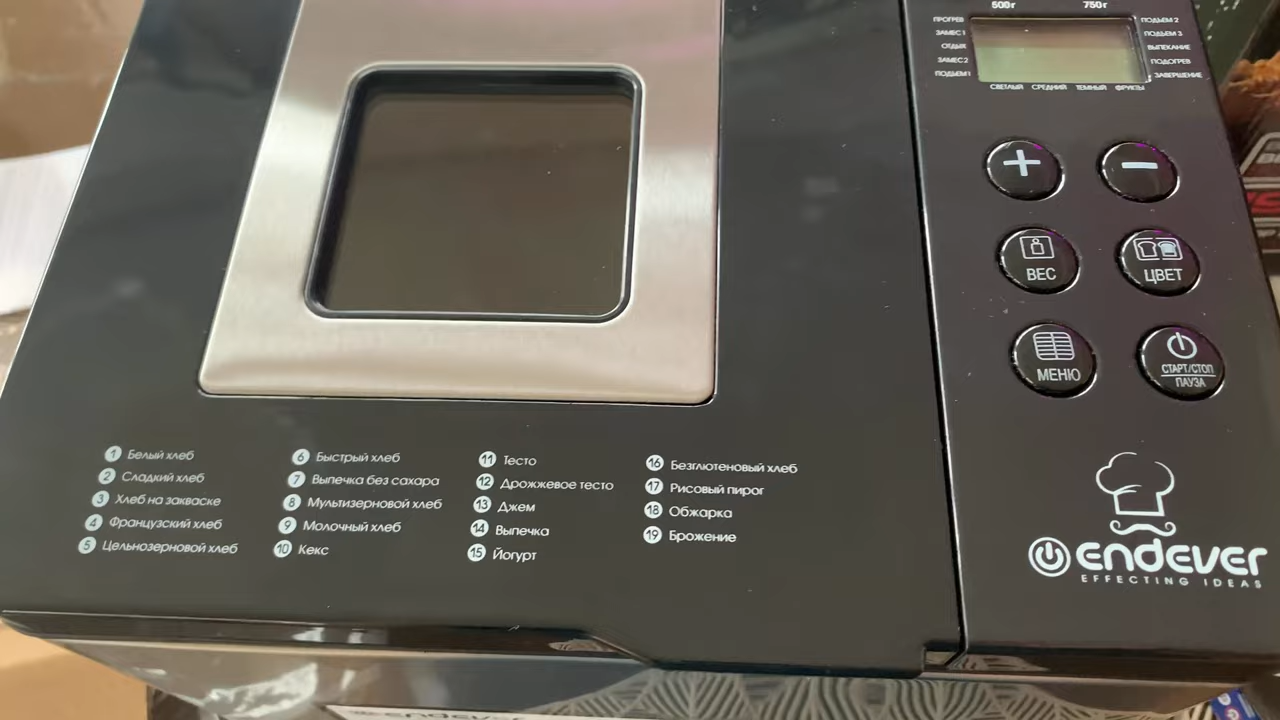 500г 750г
ПРОГРЕВ
ЗАМЕС 1
ОТДЫХ
ЗАМЕС 2
ПОДЪЕМ 1
ПОДЪЕМ 2
ПОДЪЕМ 3
ВЫПЕКАНИЕ
ПОДОГРЕВ
ЗАВЕРШЕНИЕ
СВЕТЛЫЙ СРЕДНИЙ ТЕМНЫЙ ФРУКТЫ
+ −
ВЕС ЦВЕТ
МЕНЮ
СТАРТ/СТОП
ПАУЗА
1 Белый хлеб
2 Сладкий хлеб
3 Хлеб на закваске
4 Французский хлеб
5 Цельнозерновой хлеб
6 Быстрый хлеб
7 Выпечка без сахара
8 Мультизерновой хлеб
9 Молочный хлеб
10 Кекс
11 Тесто
12 Дрожжевое тесто
13 Джем
14 Выпечка
15 Йогурт
16 Безглютеновый хлеб
17 Рисовый пирог
18 Обжарка
19 Брожение
ENDEVER
EFFECTING IDEAS
ENDEVER